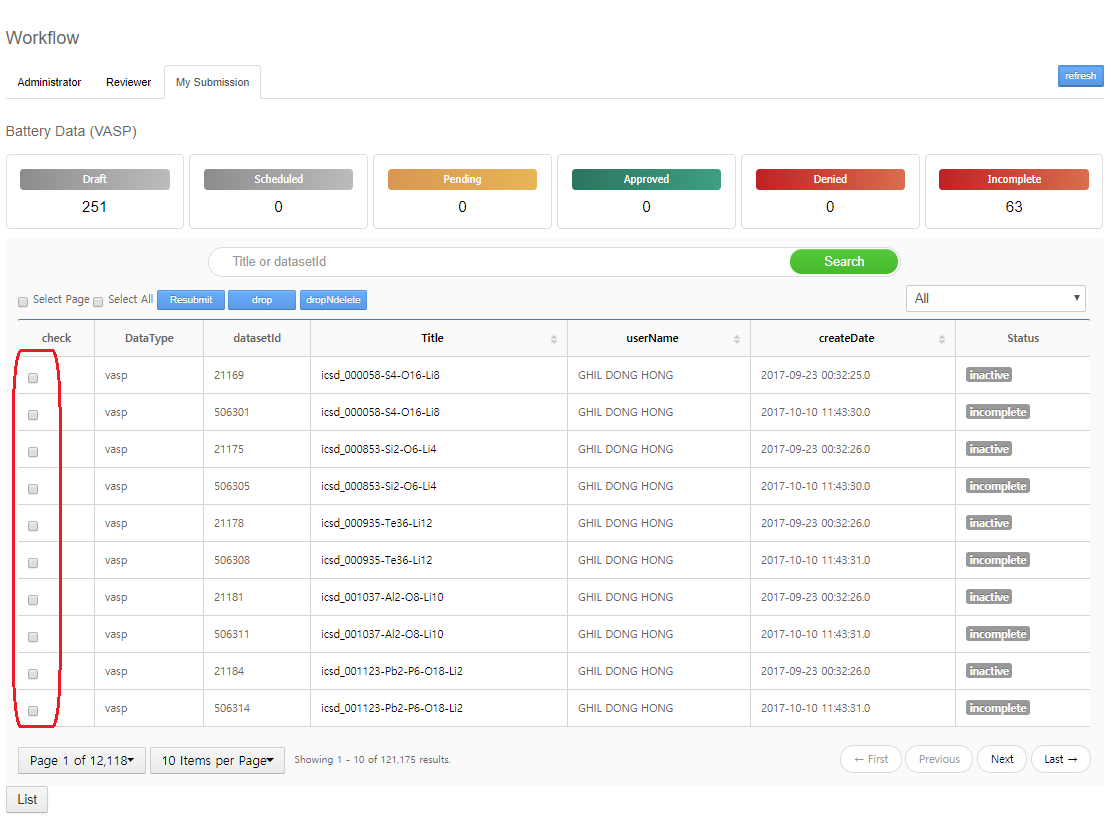 Workflow
Administrator Reviewer My Submission refresh
Battery Data (VASP)
Draft Scheduled Pending Approved Denied Incomplete
251 0 0 0 0 63
Title or datasetId Search
Select Page Select All Resubmit drop dropNdelete All
check DataType datasetId Title userName createDate Status
vasp 21169 icsd_000058-S4-O16-Li8 GHIL DONG HONG 2017-09-23 00:32:25.0 inactive
vasp 506301 icsd_000058-S4-O16-Li8 GHIL DONG HONG 2017-10-10 11:43:30.0 incomplete
vasp 21175 icsd_000853-Si2-O6-Li4 GHIL DONG HONG 2017-09-23 00:32:26.0 inactive
vasp 506305 icsd_000853-Si2-O6-Li4 GHIL DONG HONG 2017-10-10 11:43:30.0 incomplete
vasp 21178 icsd_000935-Te36-Li12 GHIL DONG HONG 2017-09-23 00:32:26.0 inactive
vasp 506308 icsd_000935-Te36-Li12 GHIL DONG HONG 2017-10-10 11:43:31.0 incomplete
vasp 21181 icsd_001037-Al2-O8-Li10 GHIL DONG HONG 2017-09-23 00:32:26.0 inactive
vasp 506311 icsd_001037-Al2-O8-Li10 GHIL DONG HONG 2017-10-10 11:43:31.0 incomplete
vasp 21184 icsd_001123-Pb2-P6-O18-Li2 GHIL DONG HONG 2017-09-23 00:32:26.0 inactive
vasp 506314 icsd_001123-Pb2-P6-O18-Li2 GHIL DONG HONG 2017-10-10 11:43:31.0 incomplete
Page 1 of 12,118▾ 10 Items per Page▾ Showing 1 - 10 of 121,175 results. ← First Previous Next Last →
List